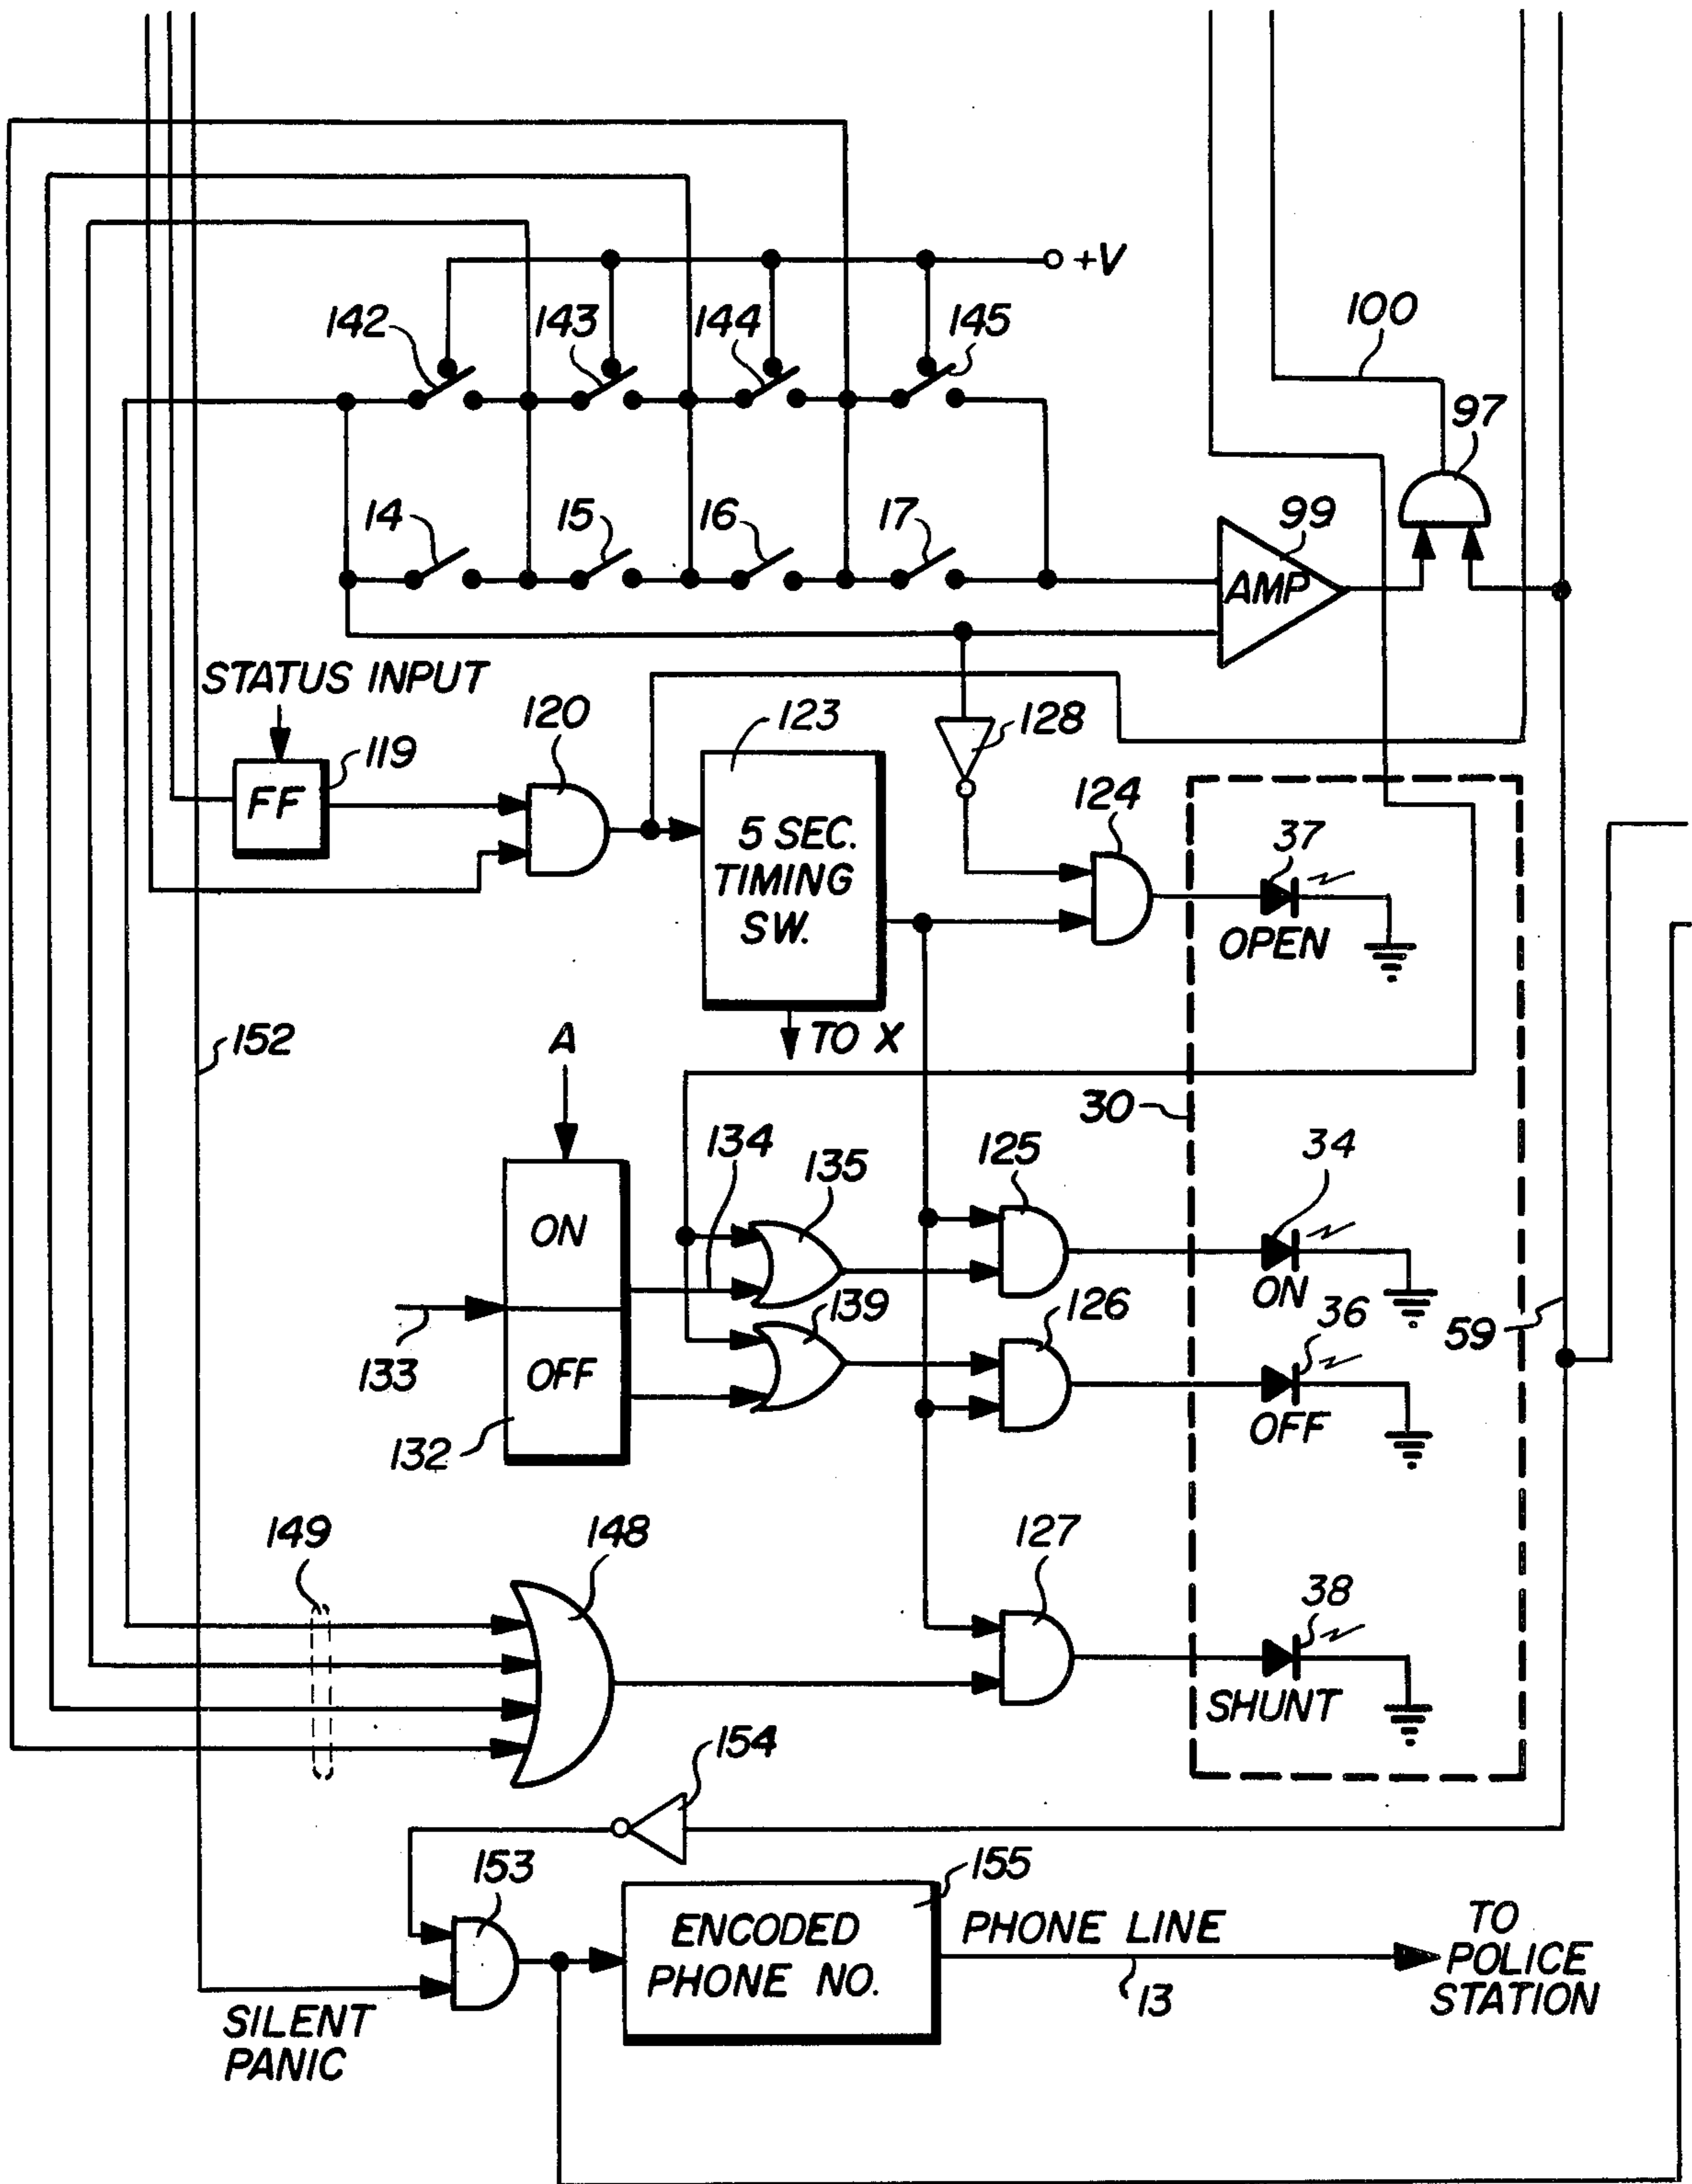 +V
142
143
144
145
100
97
14
15
16
17
99
AMP
STATUS INPUT
120
123
128
119
FF
124
5 SEC.
TIMING
SW.
37
OPEN
TO X
152
A
30
134
135
125
34
ON
ON
139
126
36
59
133
OFF
OFF
132
149
148
127
38
SHUNT
154
153
155
ENCODED
PHONE NO.
PHONE LINE
13
TO
POLICE
STATION
SILENT
PANIC